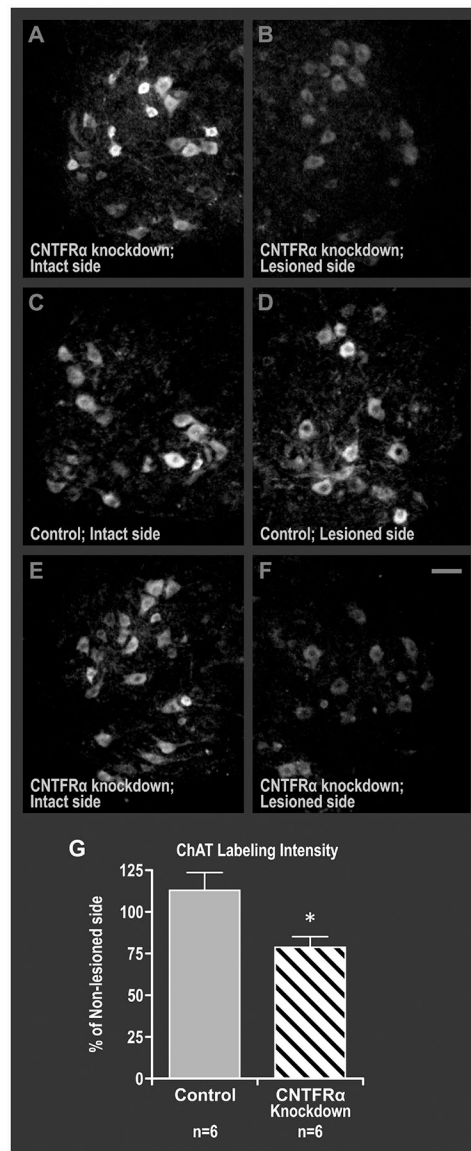 A
B
CNTFRα knockdown;
Intact side
CNTFRα knockdown;
Lesioned side
C
D
Control; Intact side
Control; Lesioned side
E
F
CNTFRα knockdown;
Intact side
CNTFRα knockdown;
Lesioned side
G
ChAT Labeling Intensity
% of Non-lesioned side
125
100
75
50
25
0
*
Control
CNTFRα
Knockdown
n=6
n=6